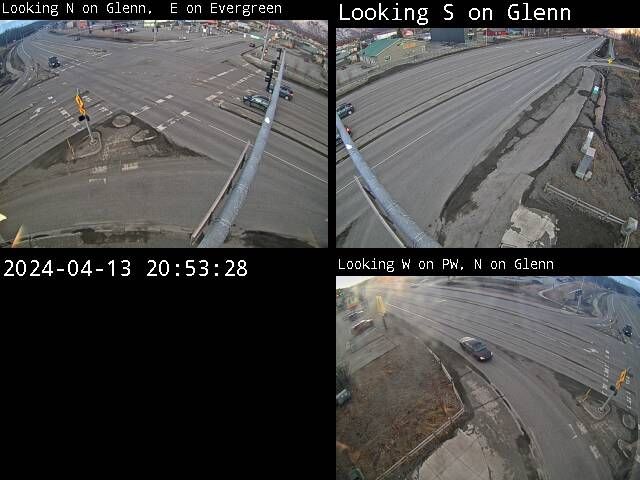 Looking N on Glenn,  E on Evergreen
Looking S on Glenn
2024-04-13 20:53:28
Looking W on PW, N on Glenn